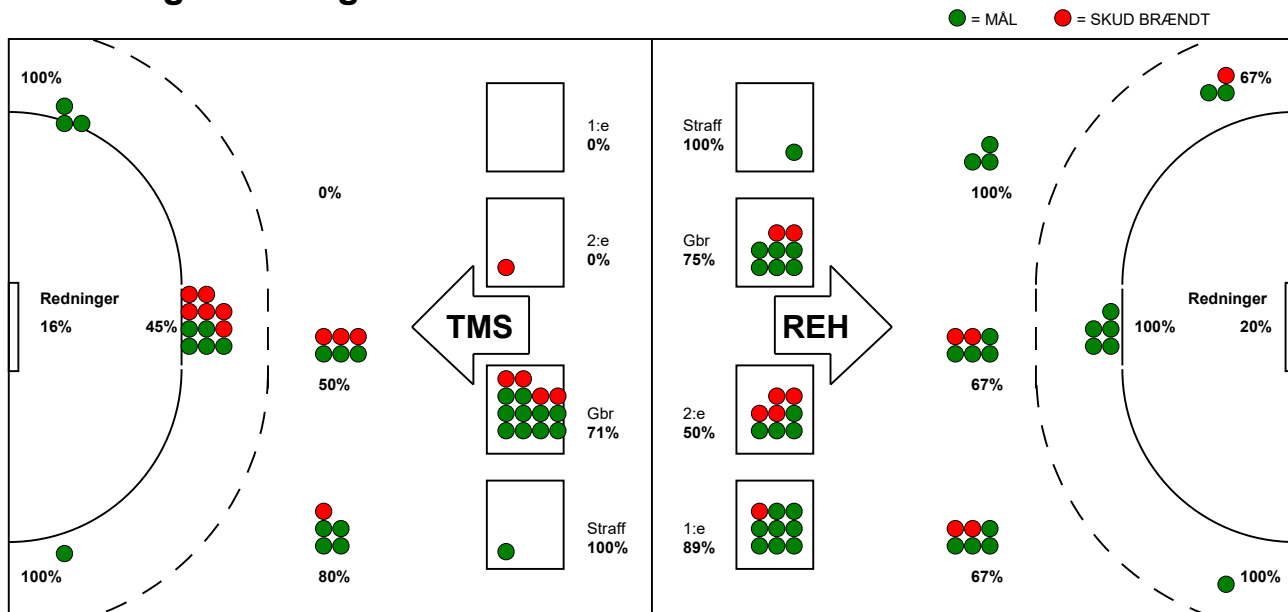 = MÅL
= SKUD BRÆNDT
100%
1:e
0%
0%
2:e
0%
Redninger
16%
45%
TMS
50%
Gbr
71%
Straff
100%
80%
100%
Straff
100%
67%
100%
Gbr
75%
REH
Redninger
100%
20%
67%
2:e
50%
1:e
89%
67%
100%